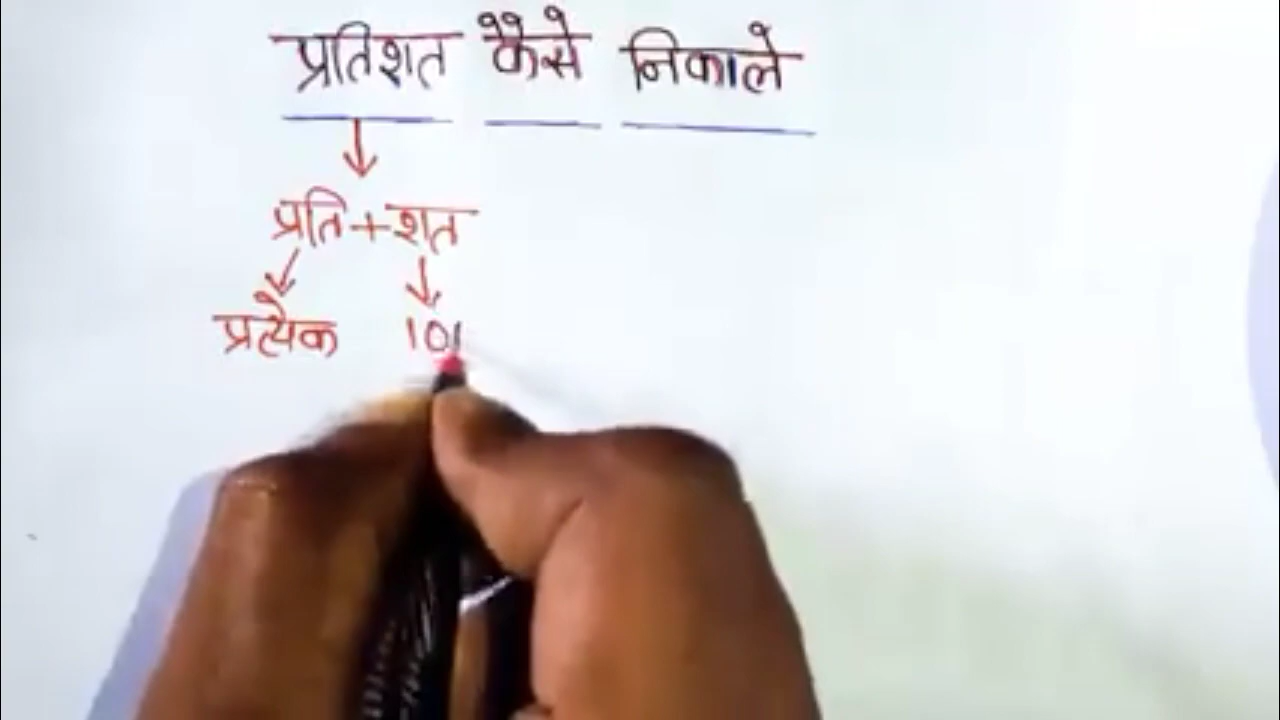 प्रतिशत कैसे निकाले
प्रति + शत
प्रत्यैक 10